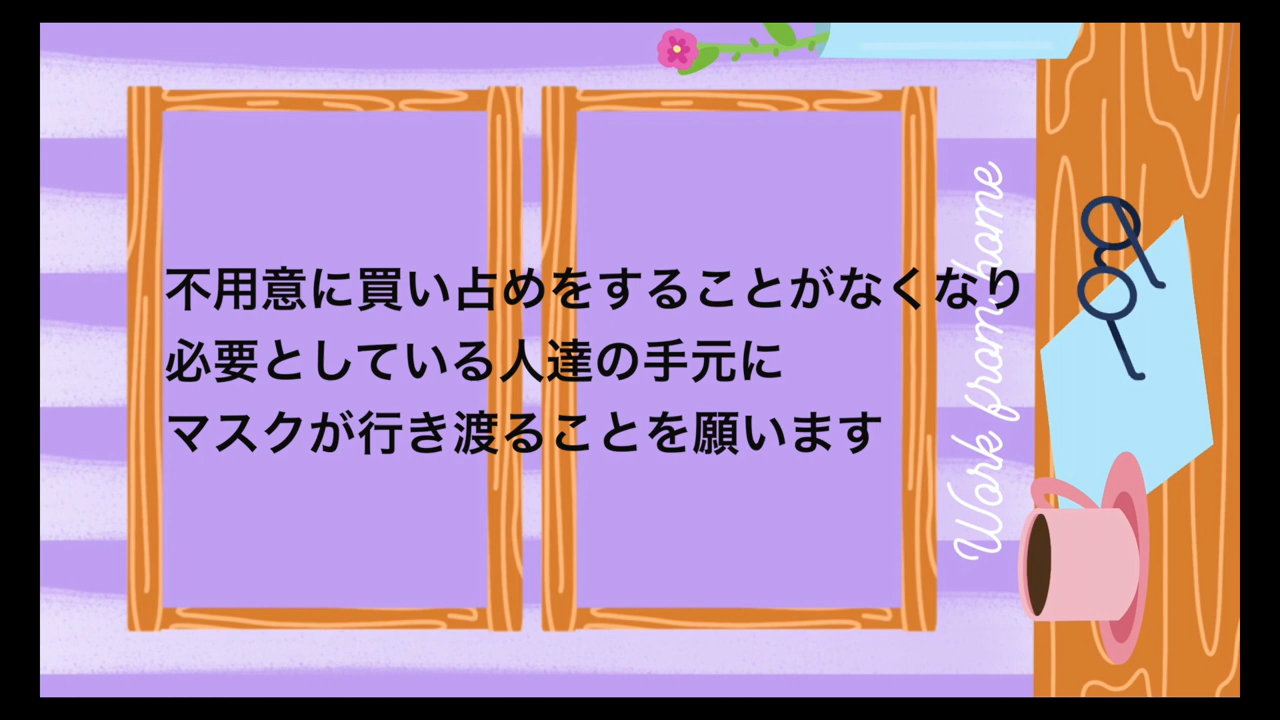 不用意に買い占めをすることがなくなり
必要としている人達の手元に
マスクが行き渡ることを願います
Work from home